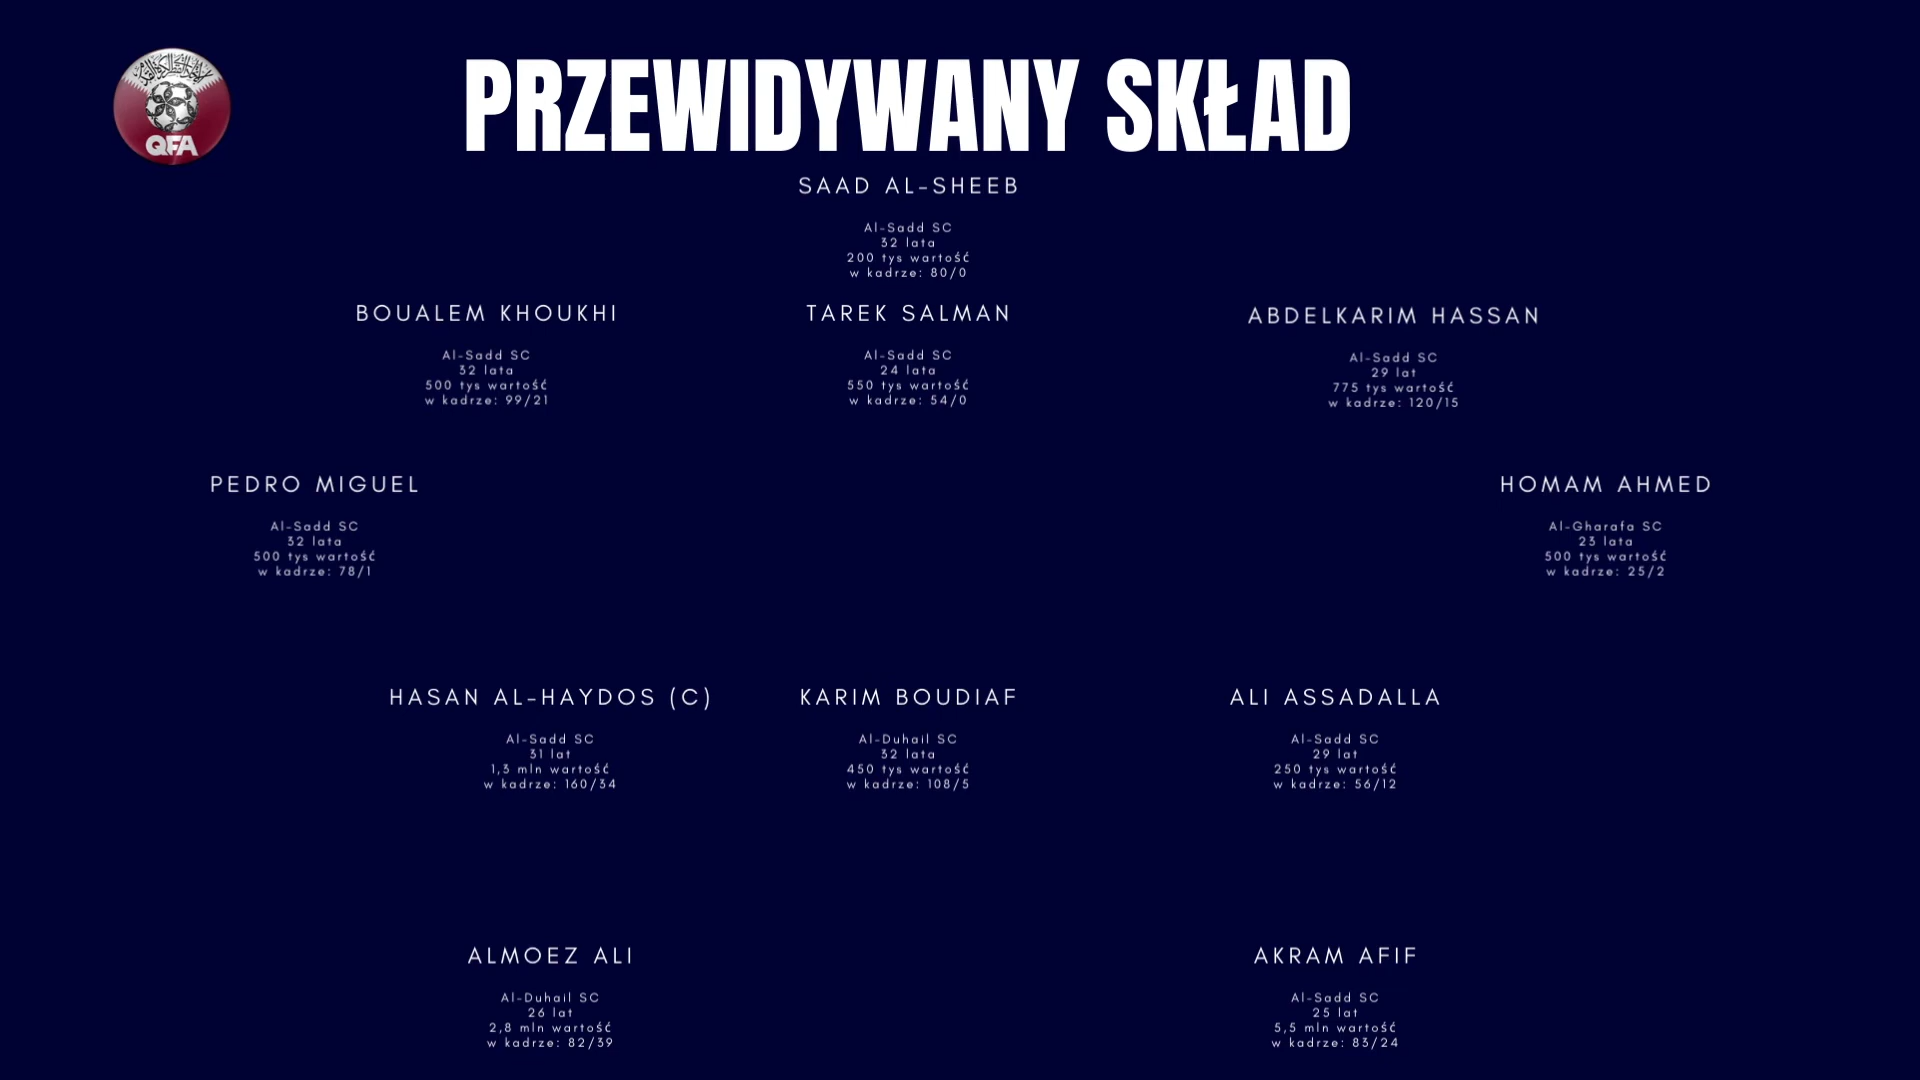 QFA
PRZEWIDYWANY SKŁAD
SAAD AL-SHEEB
Al-Sadd SC
32 lata
200 tys wartość
w kadrze: 80/0
BOUALEM KHOUKHI
Al-Sadd SC
32 lata
500 tys wartość
w kadrze: 99/21
TAREK SALMAN
Al-Sadd SC
24 lata
550 tys wartość
w kadrze: 54/0
ABDELKARIM HASSAN
Al-Sadd SC
29 lat
775 tys wartość
w kadrze: 120/15
PEDRO MIGUEL
Al-Sadd SC
32 lata
500 tys wartość
w kadrze: 78/1
HOMAM AHMED
Al-Gharafa SC
23 lata
500 tys wartość
w kadrze: 25/2
HASAN AL-HAYDOS (C)
Al-Sadd SC
31 lat
1,3 mln wartość
w kadrze: 160/34
KARIM BOUDIAF
Al-Duhail SC
32 lata
450 tys wartość
w kadrze: 108/5
ALI ASSADALLA
Al-Sadd SC
29 lat
250 tys wartość
w kadrze: 56/12
ALMOEZ ALI
Al-Duhail SC
26 lat
2,8 mln wartość
w kadrze: 82/39
AKRAM AFIF
Al-Sadd SC
25 lat
5,5 mln wartość
w kadrze: 83/24